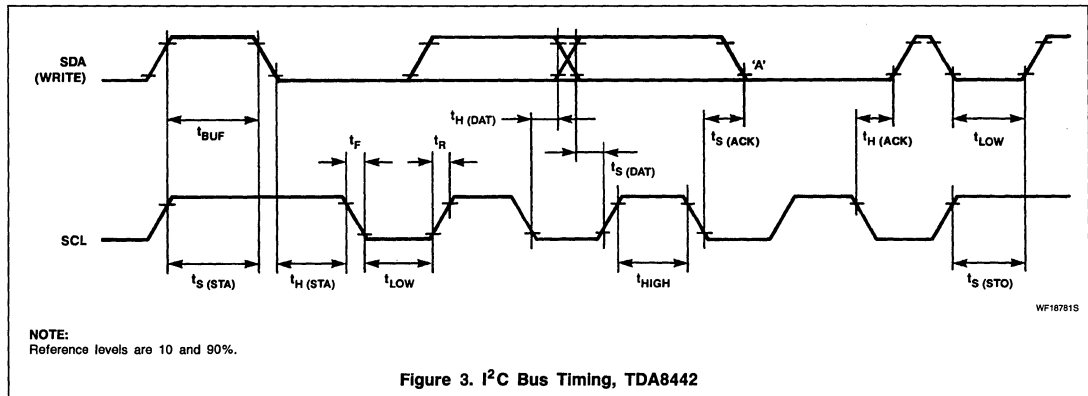 SDA
(WRITE)
'A'
tBUF
tH (DAT)
tS (ACK)
tH (ACK)
tLOW
tF
tR
tS (DAT)
SCL
tS (STA)
tH (STA)
tLOW
tHIGH
tS (STO)
WF18781S
NOTE:
Reference levels are 10 and 90%.
Figure 3. I²C Bus Timing, TDA8442